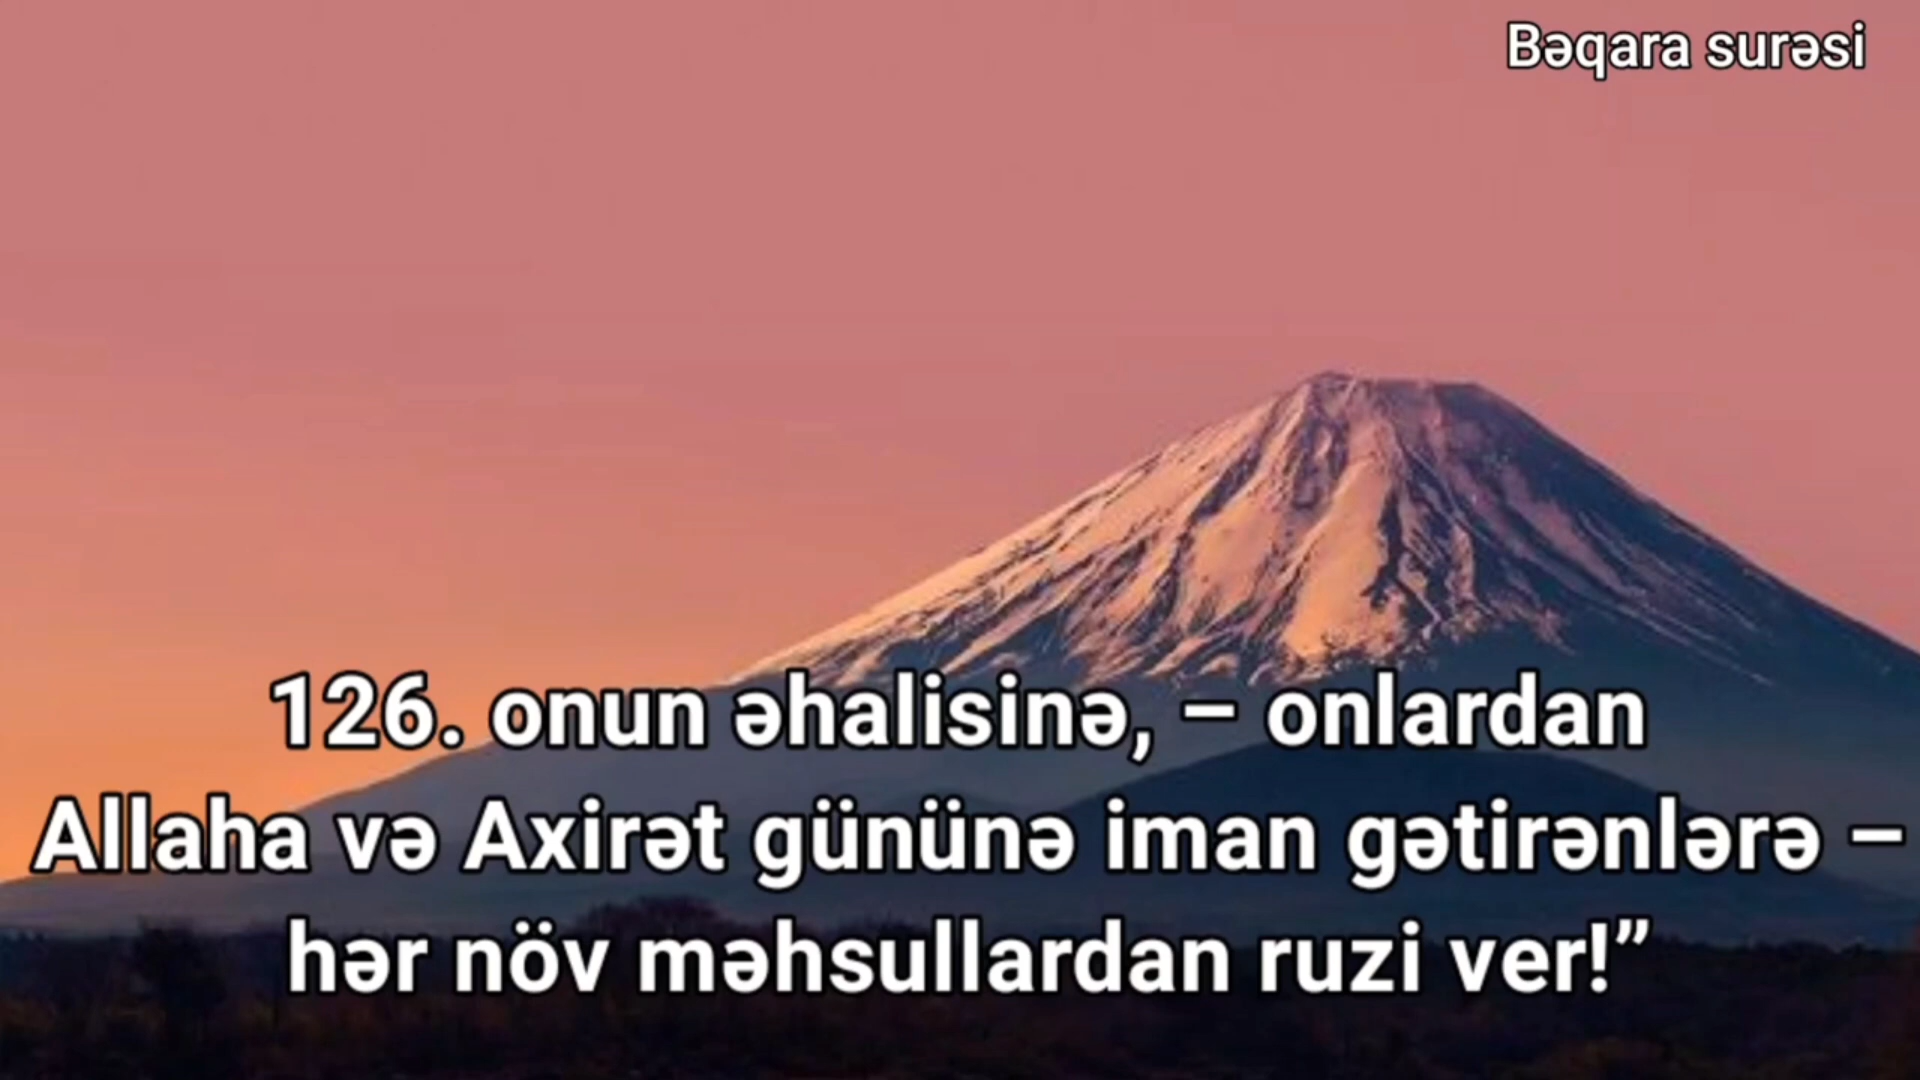 Bəqara surəsi
126. onun əhalisinə, – onlardan
Allaha və Axirət gününə iman gətirənlərə –
hər növ məhsullardan ruzi ver!”